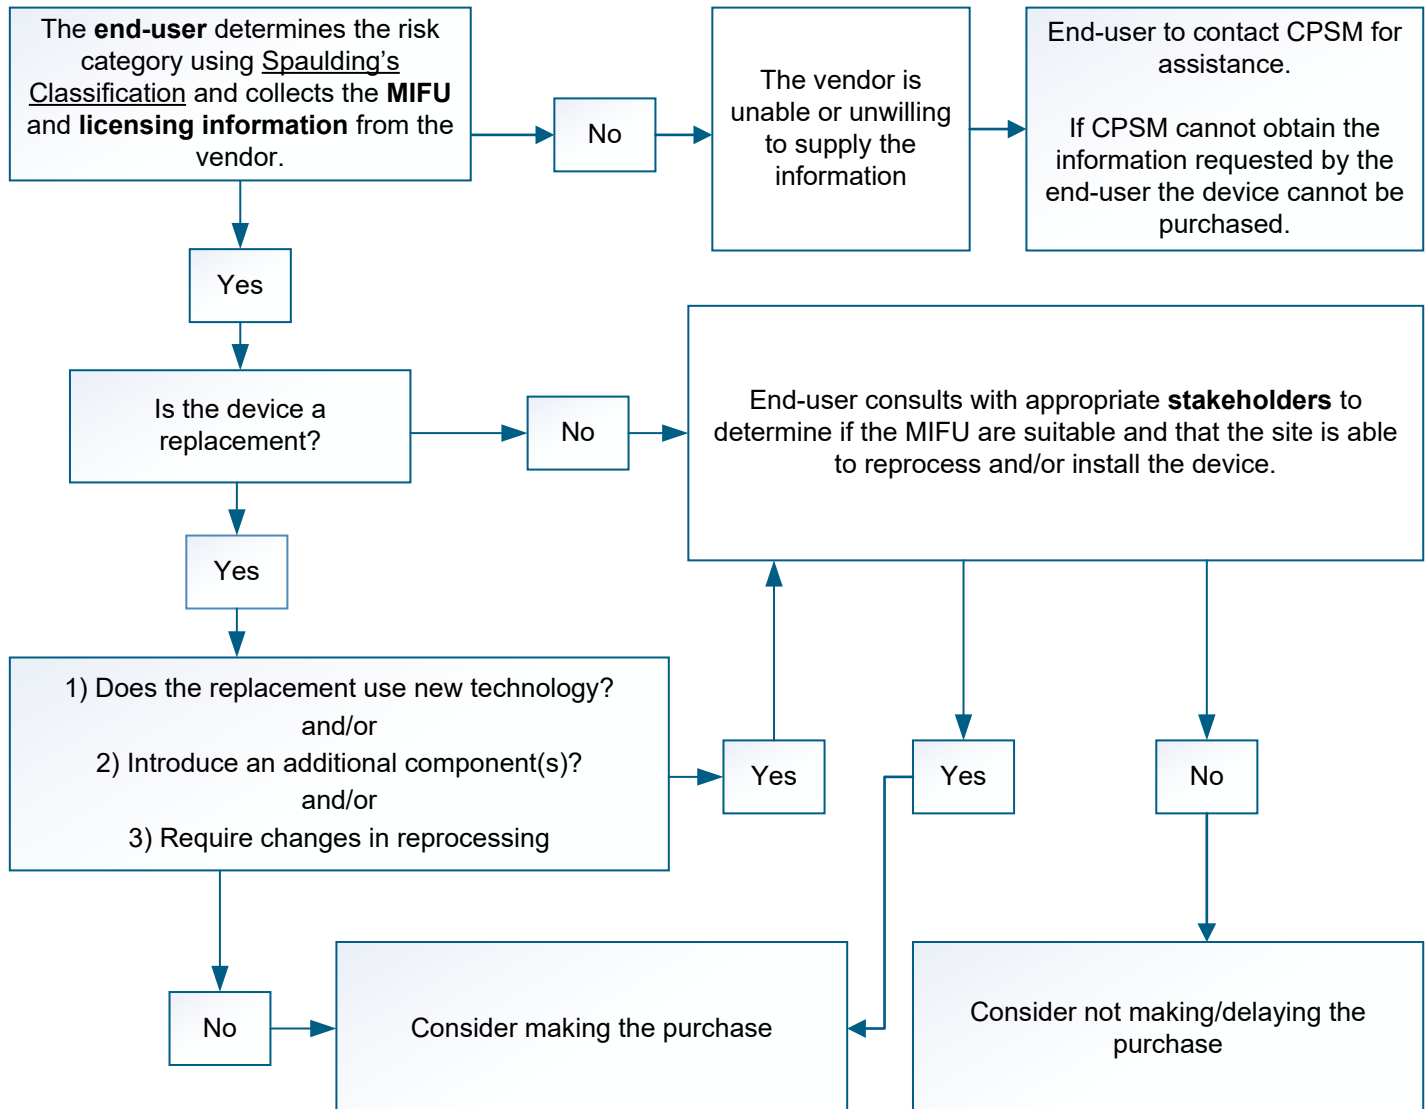 The end-user determines the risk
category using Spaulding's
Classification and collects the MIFU
and licensing information from the
vendor.
No
The vendor is
unable or unwilling
to supply the
information
End-user to contact CPSM for
assistance.
If CPSM cannot obtain the
information requested by the
end-user the device cannot be
purchased.
Yes
Is the device a
replacement?
No
End-user consults with appropriate stakeholders to
determine if the MIFU are suitable and that the site is able
to reprocess and/or install the device.
Yes
1) Does the replacement use new technology?
and/or
2) Introduce an additional component(s)?
and/or
3) Require changes in reprocessing
Yes
Yes
No
No
Consider making the purchase
Consider not making/delaying the
purchase